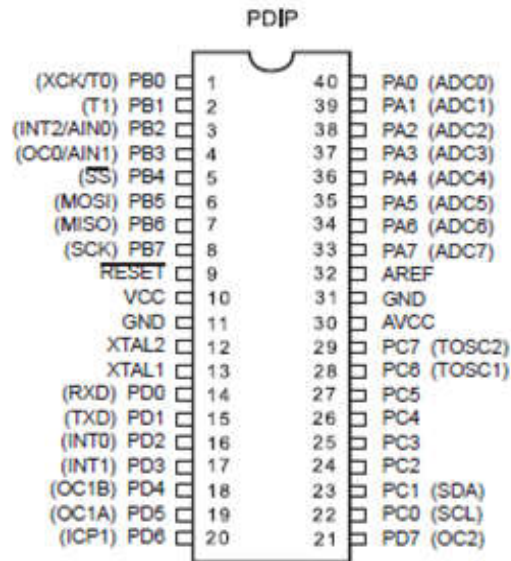 PDIP
(XCK/T0) PB0 1 40 PA0 (ADC0)
(T1) PB1 2 39 PA1 (ADC1)
(INT2/AIN0) PB2 3 38 PA2 (ADC2)
(OC0/AIN1) PB3 4 37 PA3 (ADC3)
(SS) PB4 5 36 PA4 (ADC4)
(MOSI) PB5 6 35 PA5 (ADC5)
(MISO) PB6 7 34 PA6 (ADC6)
(SCK) PB7 8 33 PA7 (ADC7)
RESET 9 32 AREF
VCC 10 31 GND
GND 11 30 AVCC
XTAL2 12 29 PC7 (TOSC2)
XTAL1 13 28 PC6 (TOSC1)
(RXD) PD0 14 27 PC5
(TXD) PD1 15 26 PC4
(INT0) PD2 16 25 PC3
(INT1) PD3 17 24 PC2
(OC1B) PD4 18 23 PC1 (SDA)
(OC1A) PD5 19 22 PC0 (SCL)
(ICP1) PD6 20 21 PD7 (OC2)